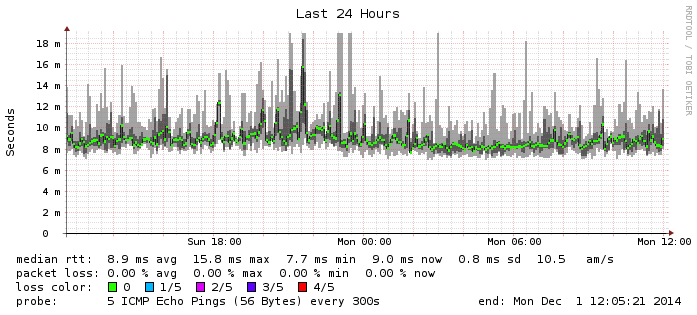 Last 24 Hours
RRDTOOL / TOBI OETIKER
Seconds
18 m
16 m
14 m
12 m
10 m
8 m
6 m
4 m
2 m
0
Sun 18:00 Mon 00:00 Mon 06:00 Mon 12:00
median rtt: 8.9 ms avg 15.8 ms max 7.7 ms min 9.0 ms now 0.8 ms sd 10.5 am/s
packet loss: 0.00 % avg 0.00 % max 0.00 % min 0.00 % now
loss color: 0 1/5 2/5 3/5 4/5
probe: 5 ICMP Echo Pings (56 Bytes) every 300s end: Mon Dec 1 12:05:21 2014